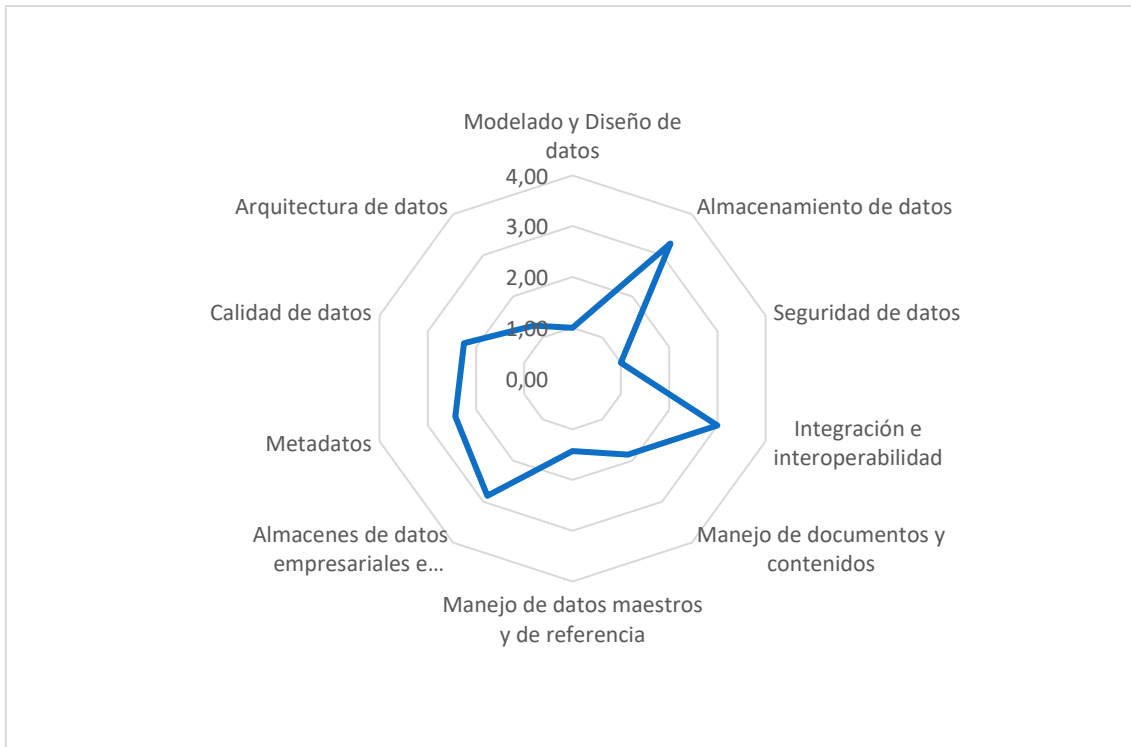 Modelado y Diseño de
datos
4,00
Arquitectura de datos
Almacenamiento de datos
3,00
2,00
Calidad de datos
Seguridad de datos
1,00
0,00
Metadatos
Integración e
interoperabilidad
Almacenes de datos
empresariales e...
Manejo de documentos y
contenidos
Manejo de datos maestros
y de referencia